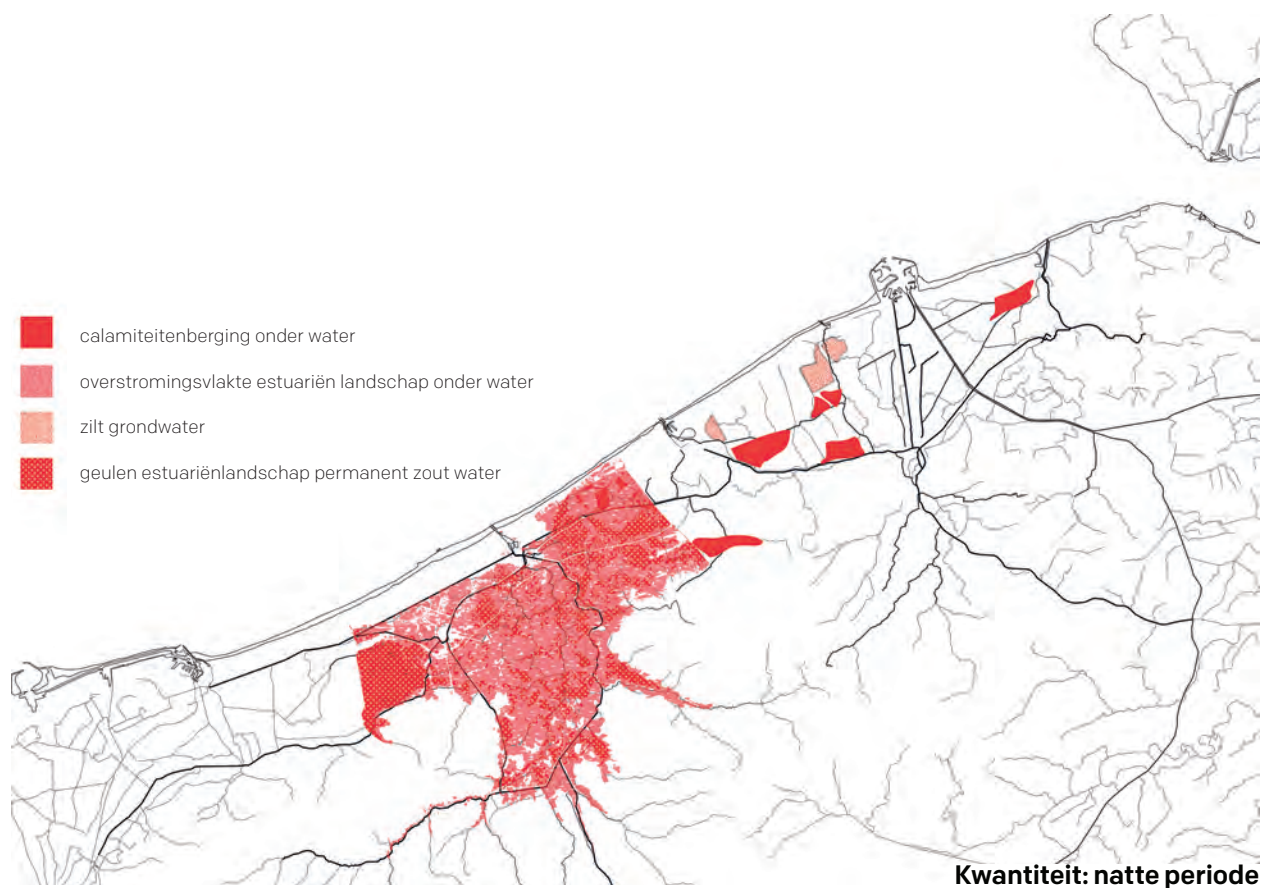 calamiteitenberging onder water
overstromingsvlakte estuariën landschap onder water
zilt grondwater
geulen estuariënlandschap permanent zout water
Kwantiteit: natte periode